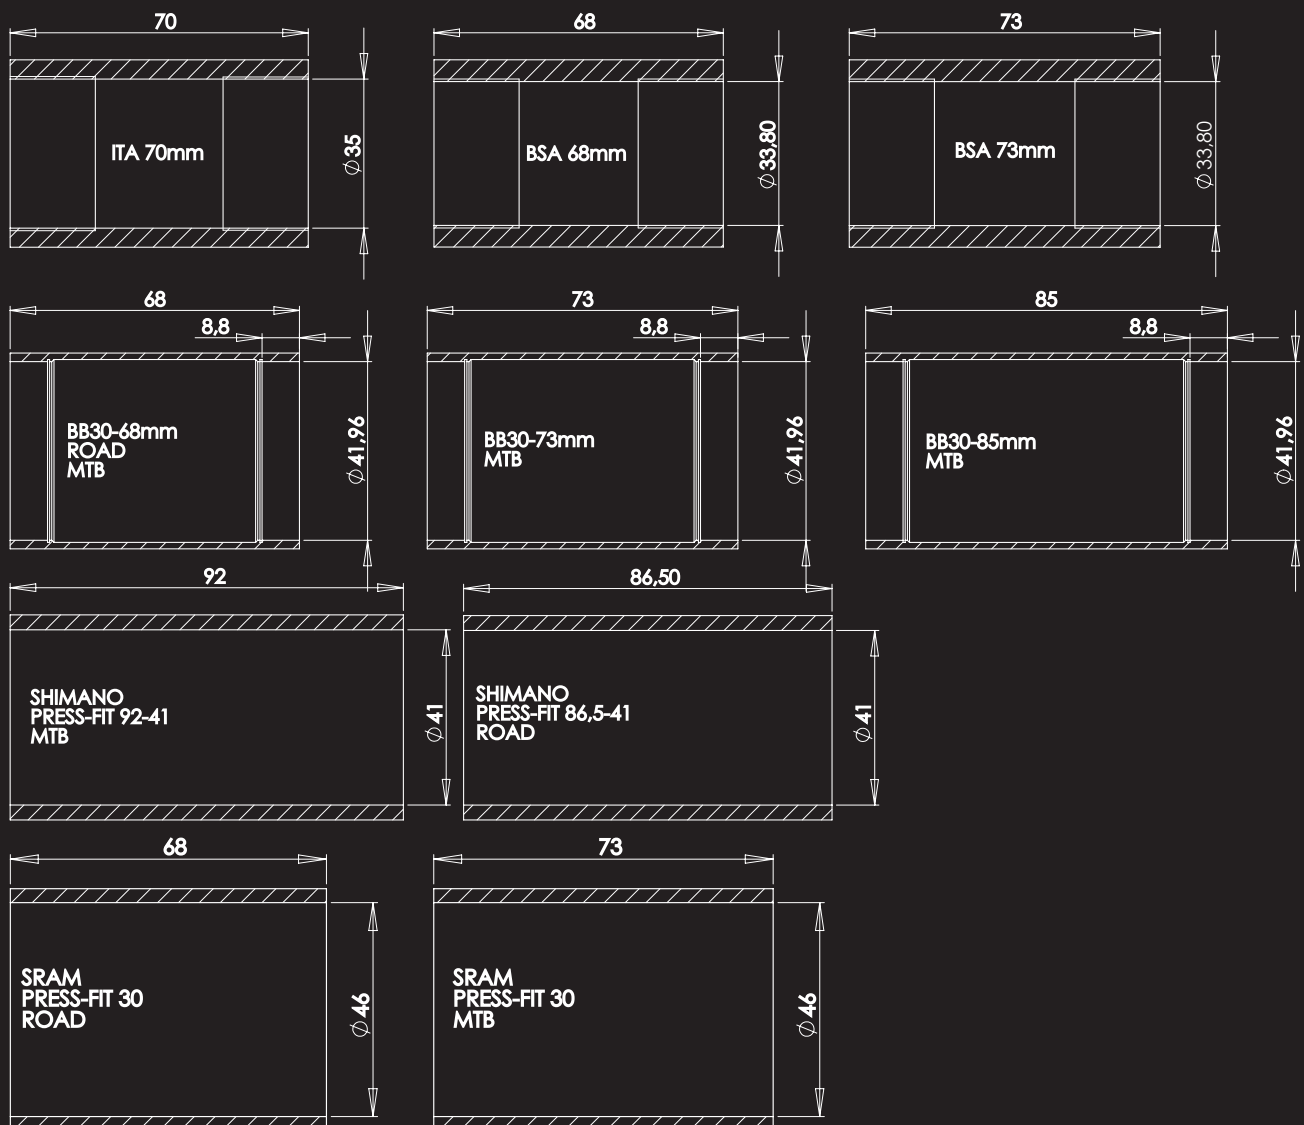 70
68
73
ITA 70mm
Ø35
BSA 68mm
Ø33,80
BSA 73mm
Ø33,80
68
8,8
73
8,8
85
8,8
BB30-68mm
ROAD
MTB
Ø41,96
BB30-73mm
MTB
Ø41,96
BB30-85mm
MTB
Ø41,96
92
86,50
SHIMANO
PRESS-FIT 92-41
MTB
Ø41
SHIMANO
PRESS-FIT 86,5-41
ROAD
Ø41
68
73
SRAM
PRESS-FIT 30
ROAD
Ø46
SRAM
PRESS-FIT 30
MTB
Ø46